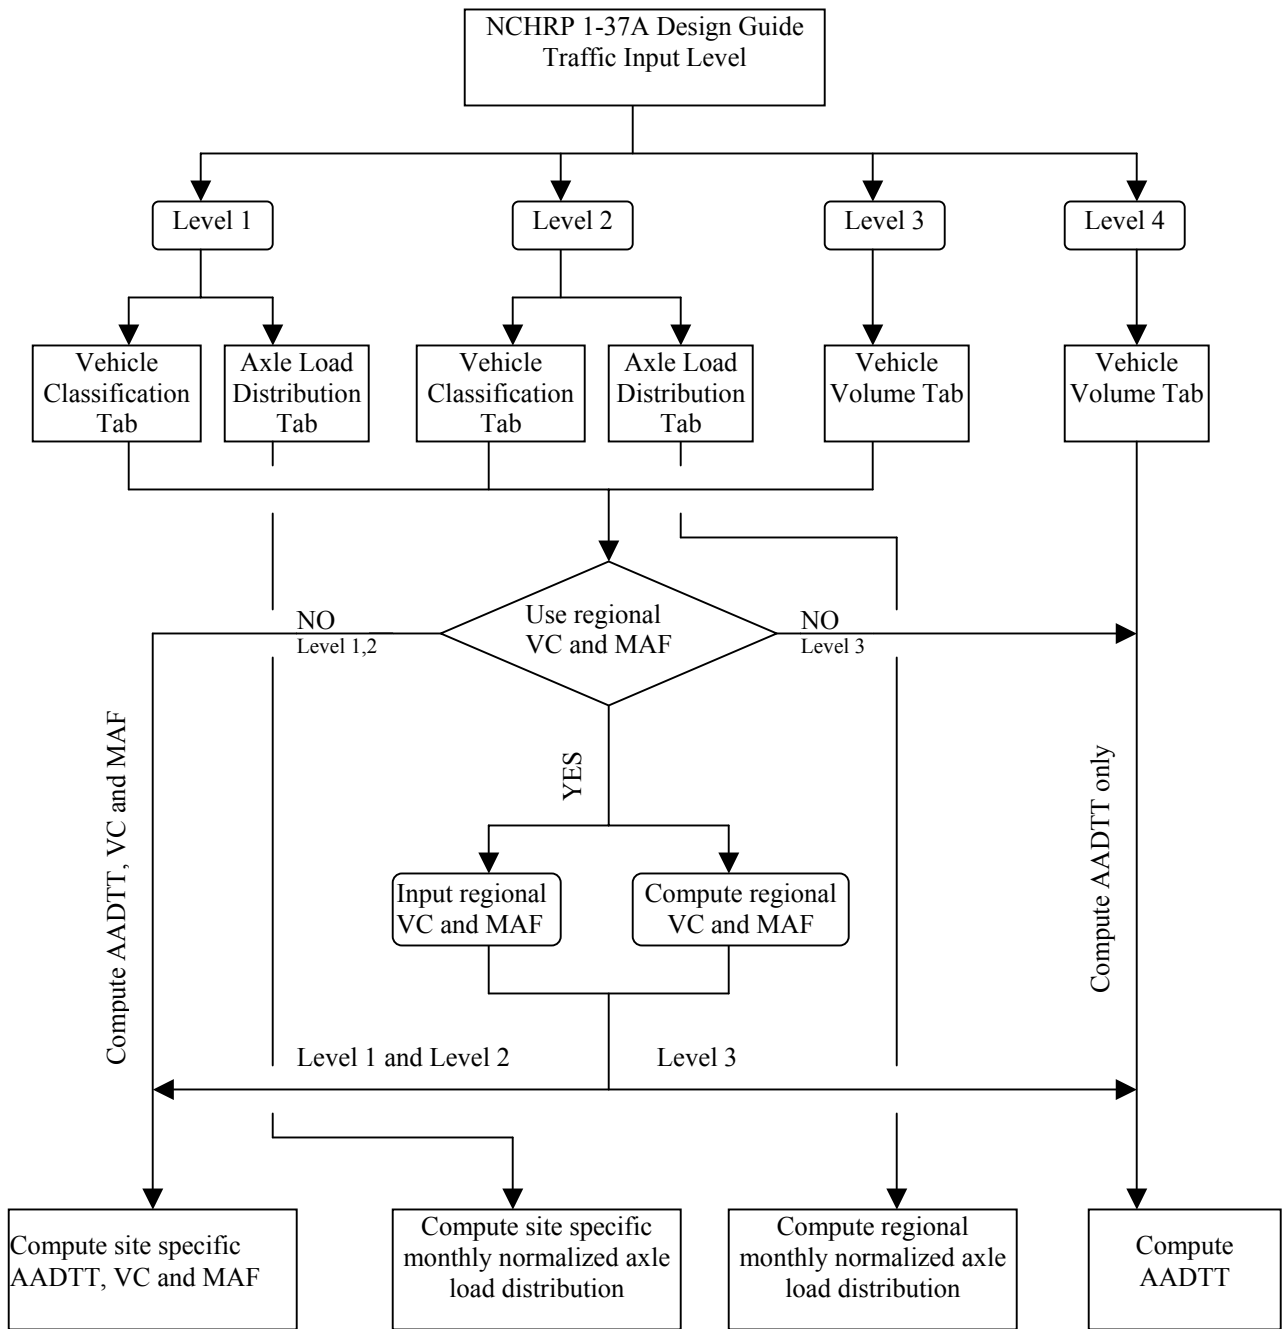 NCHRP 1-37A Design Guide
Traffic Input Level
Level 1
Level 2
Level 3
Level 4
Vehicle
Classification
Tab
Axle Load
Distribution
Tab
Vehicle
Classification
Tab
Axle Load
Distribution
Tab
Vehicle
Volume Tab
Vehicle
Volume Tab
Use regional
VC and MAF
NO
Level 1,2
NO
Level 3
Compute AADTT, VC and MAF
YES
Compute AADTT only
Input regional
VC and MAF
Compute regional
VC and MAF
Level 1 and Level 2
Level 3
Compute site specific
AADTT, VC and MAF
Compute site specific
monthly normalized axle
load distribution
Compute regional
monthly normalized axle
load distribution
Compute
AADTT